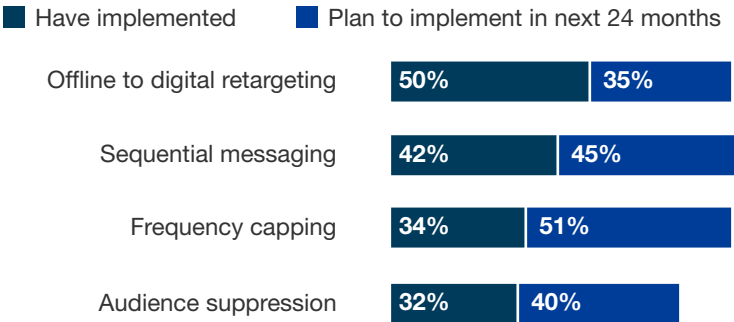 Have implemented Plan to implement in next 24 months
Offline to digital retargeting 50% 35%
Sequential messaging 42% 45%
Frequency capping 34% 51%
Audience suppression 32% 40%